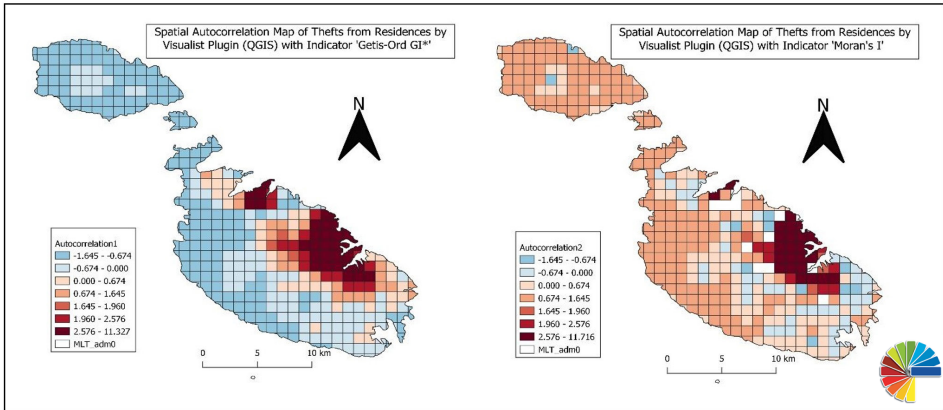 Spatial Autocorrelation Map of Thefts from Residences by
Visualist Plugin (QGIS) with Indicator 'Getis-Ord GI*'
N
Autocorrelation1
-1.645 - -0.674
-0.674 - 0.000
0.000 - 0.674
0.674 - 1.645
1.645 - 1.960
1.960 - 2.576
2.576 - 11.327
MLT_adm0
0 5 10 km
Spatial Autocorrelation Map of Thefts from Residences by
Visualist Plugin (QGIS) with Indicator 'Moran's I'
N
Autocorrelation2
-1.645 - -0.674
-0.674 - 0.000
0.000 - 0.674
0.674 - 1.645
1.645 - 1.960
1.960 - 2.576
2.576 - 11.716
MLT_adm0
0 5 10 km